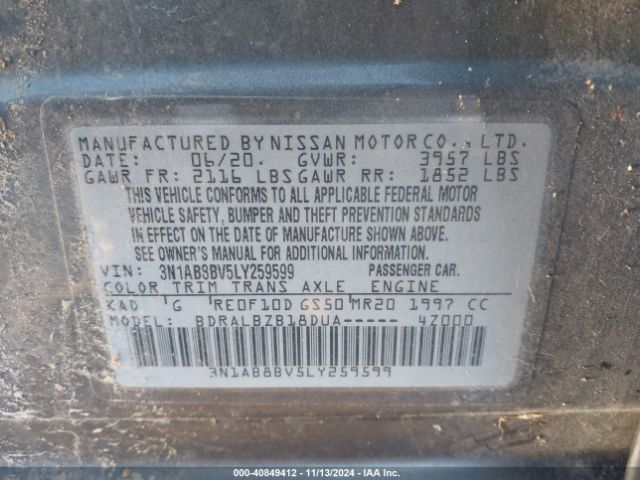 MANUFACTURED BY NISSAN MOTOR CO., LTD.
DATE: 06/20. GVWR: 3957 LBS
GAWR FR: 2116 LBS GAWR RR: 1852 LBS
THIS VEHICLE CONFORMS TO ALL APPLICABLE FEDERAL MOTOR
VEHICLE SAFETY, BUMPER AND THEFT PREVENTION STANDARDS
IN EFFECT ON THE DATE OF MANUFACTURE SHOWN ABOVE.
SEE OWNER'S MANUAL FOR ADDITIONAL INFORMATION.
VIN: 3N1AB8BV5LY259599 PASSENGER CAR.
COLOR TRIM TRANS AXLE ENGINE
KAD 'G 'RE0F10D GS50 MR20 1997 CC
MODEL: BDRALBZB18DUA----- 4Z000
3N1AB8BV5LY259599
000-40849412 - 11/13/2024 - IAA Inc.